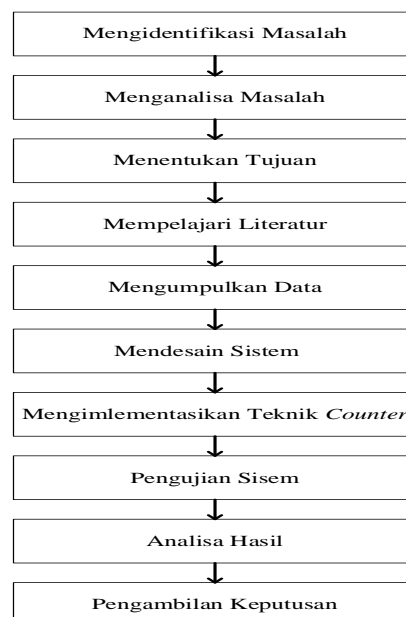 Mengidentifikasi Masalah
Menganalisa Masalah
Menentukan Tujuan
Mempelajari Literatur
Mengumpulkan Data
Mendesain Sistem
Mengimlementasikan Teknik Counter
Pengujian Sisem
Analisa Hasil
Pengambilan Keputusan